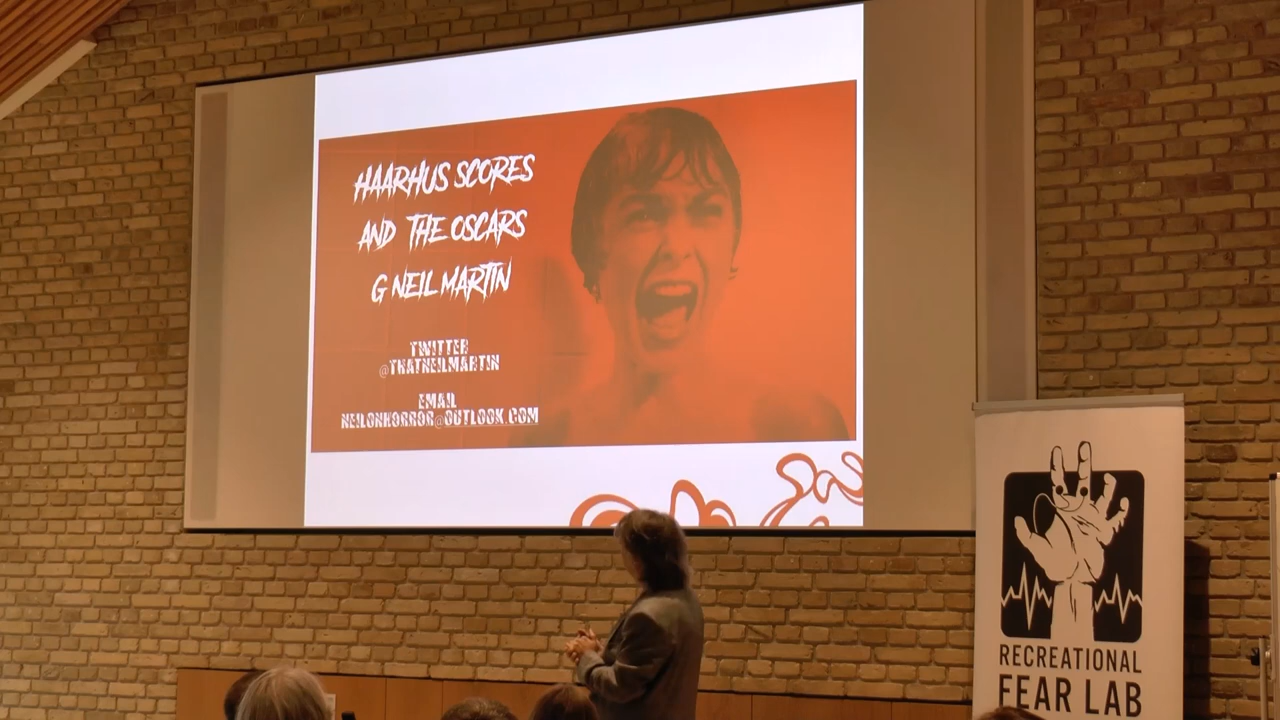 HAARHUS SCORES
AND THE OSCARS
G NEIL MARTIN
TWITTER
@THATNEILMARTIN
EMAIL
NEILONHORROR@OUTLOOK.COM
RECREATIONAL
FEAR LAB